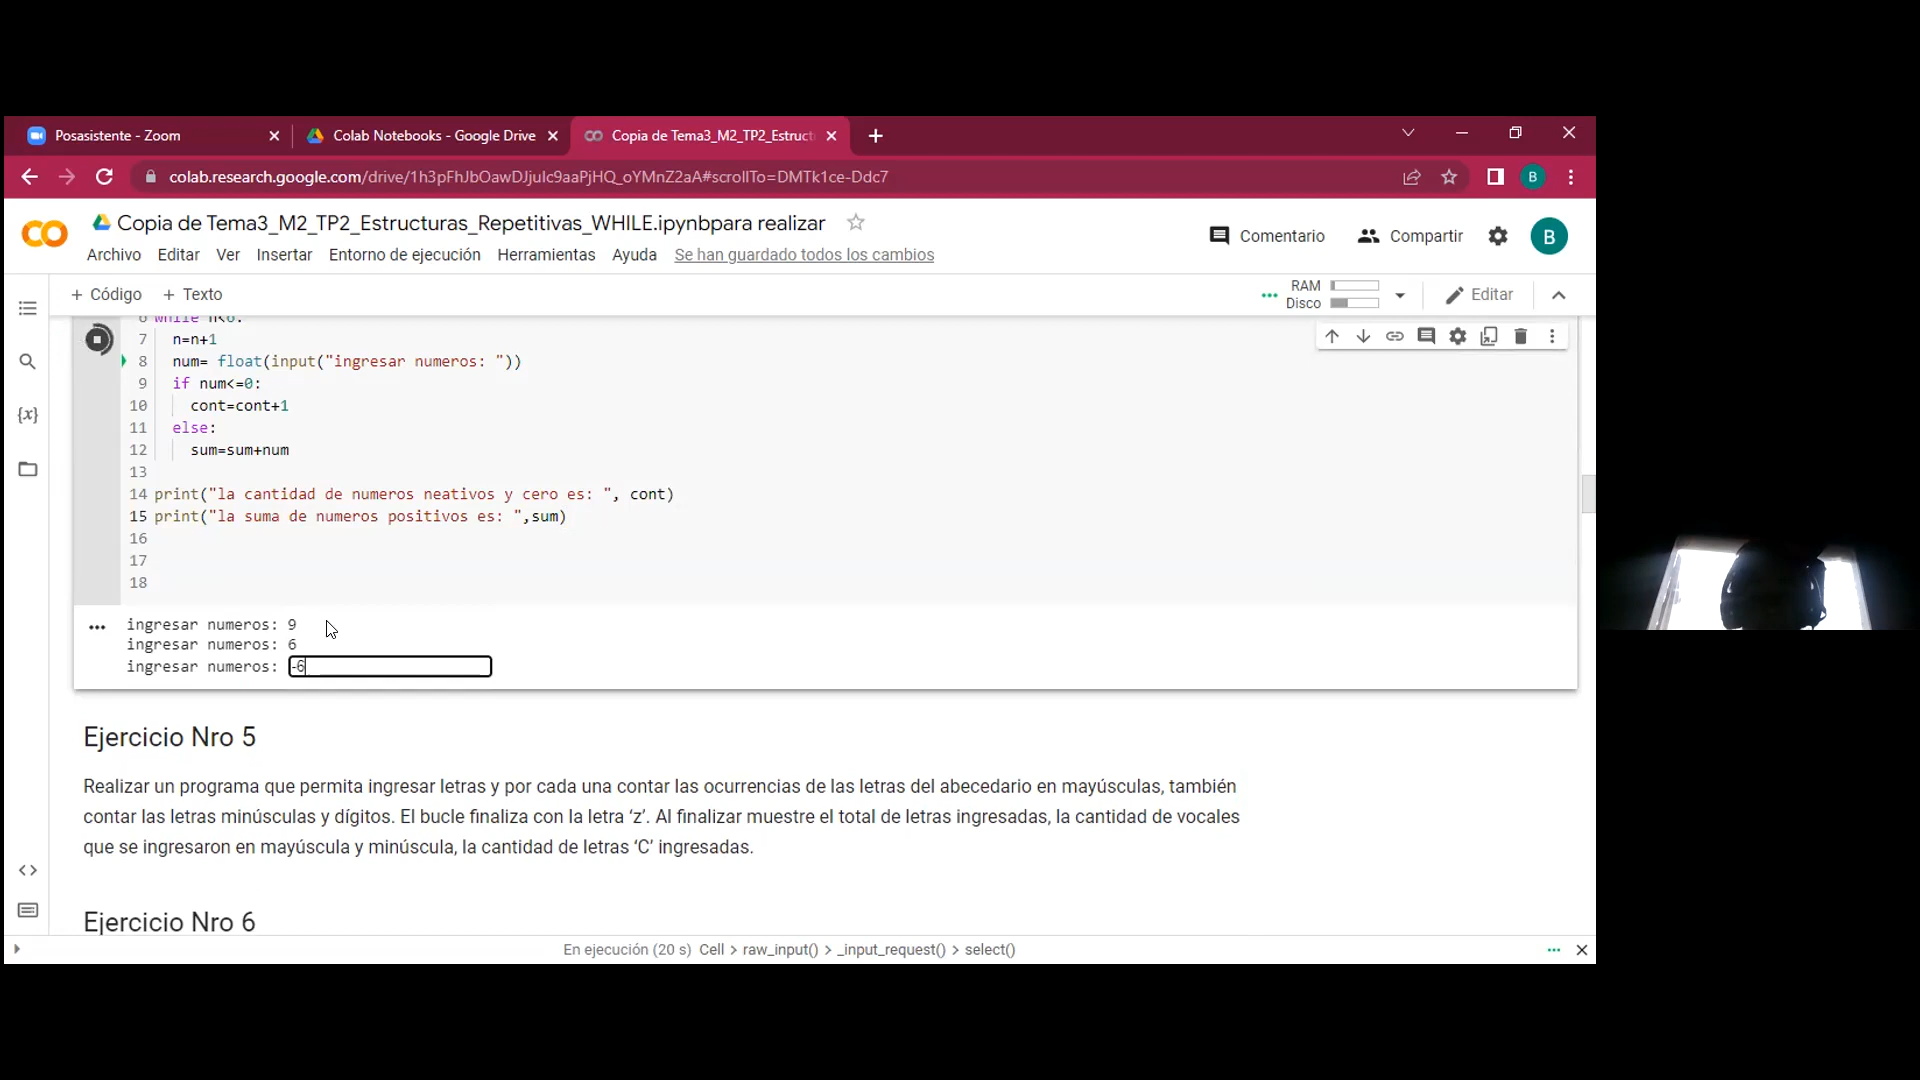 Posasistente - Zoom
Colab Notebooks - Google Drive
Copia de Tema3_M2_TP2_Estruct
colab.research.google.com/drive/1h3pFhJbOawDJjuIc9aaPjHQ_oYMnZ2aA#scrollTo=DMTk1ce-Ddc7
B
Copia de Tema3_M2_TP2_Estructuras_Repetitivas_WHILE.ipynbpara realizar
Comentario
Compartir
B
Archivo Editar Ver Insertar Entorno de ejecución Herramientas Ayuda Se han guardado todos los cambios
+ Código + Texto
RAM
Disco
Editar
6 while n<6:
7 n=n+1
8 num= float(input("ingresar numeros: "))
9 if num<=0:
10 cont=cont+1
11 else:
12 sum=sum+num
13
14 print("la cantidad de numeros neativos y cero es: ", cont)
15 print("la suma de numeros positivos es: ",sum)
16
17
18
ingresar numeros: 9
ingresar numeros: 6
ingresar numeros: -6
Ejercicio Nro 5
Realizar un programa que permita ingresar letras y por cada una contar las ocurrencias de las letras del abecedario en mayúsculas, también
contar las letras minúsculas y dígitos. El bucle finaliza con la letra ‘z’. Al finalizar muestre el total de letras ingresadas, la cantidad de vocales
que se ingresaron en mayúscula y minúscula, la cantidad de letras ‘C’ ingresadas.
Ejercicio Nro 6
En ejecución (20 s) Cell > raw_input() > _input_request() > select()